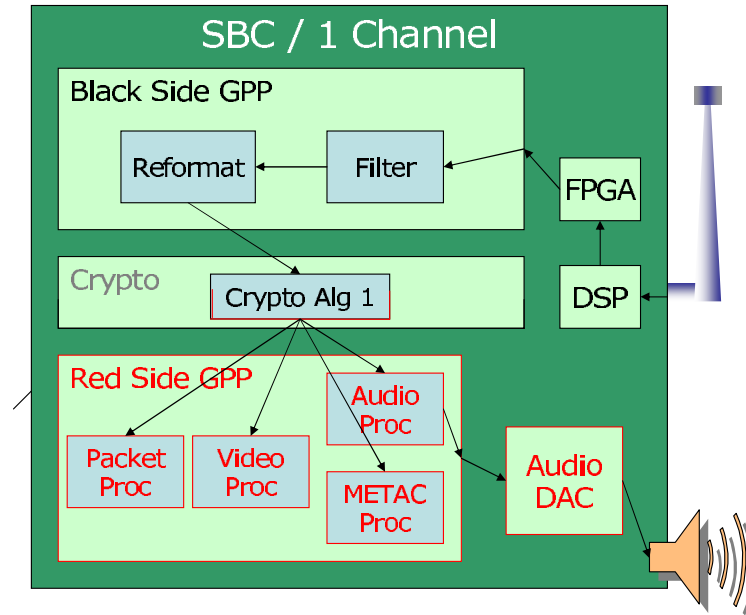 SBC / 1 Channel
Black Side GPP
Reformat
Filter
FPGA
Crypto
Crypto Alg 1
DSP
Red Side GPP
Audio
Proc
Packet
Proc
Video
Proc
METAC
Proc
Audio
DAC